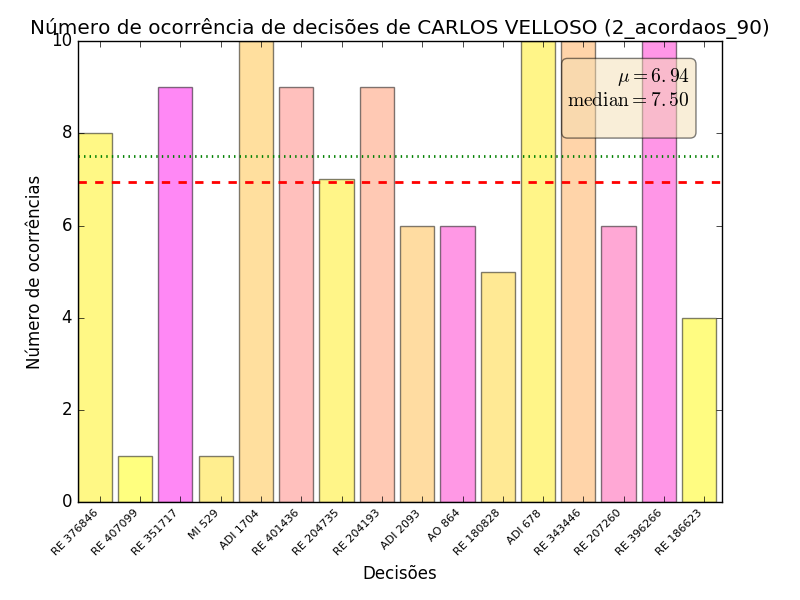 Número de ocorrência de decisões de CARLOS VELLOSO (2_acordaos_90)
10
8
6
4
2
0
Número de ocorrências
μ = 6.94
median = 7.50
RE 376846
RE 407099
RE 351717
MI 529
ADI 1704
RE 401436
RE 204735
RE 204193
ADI 2093
AO 864
RE 180828
ADI 678
RE 343446
RE 207260
RE 396266
RE 186623
Decisões